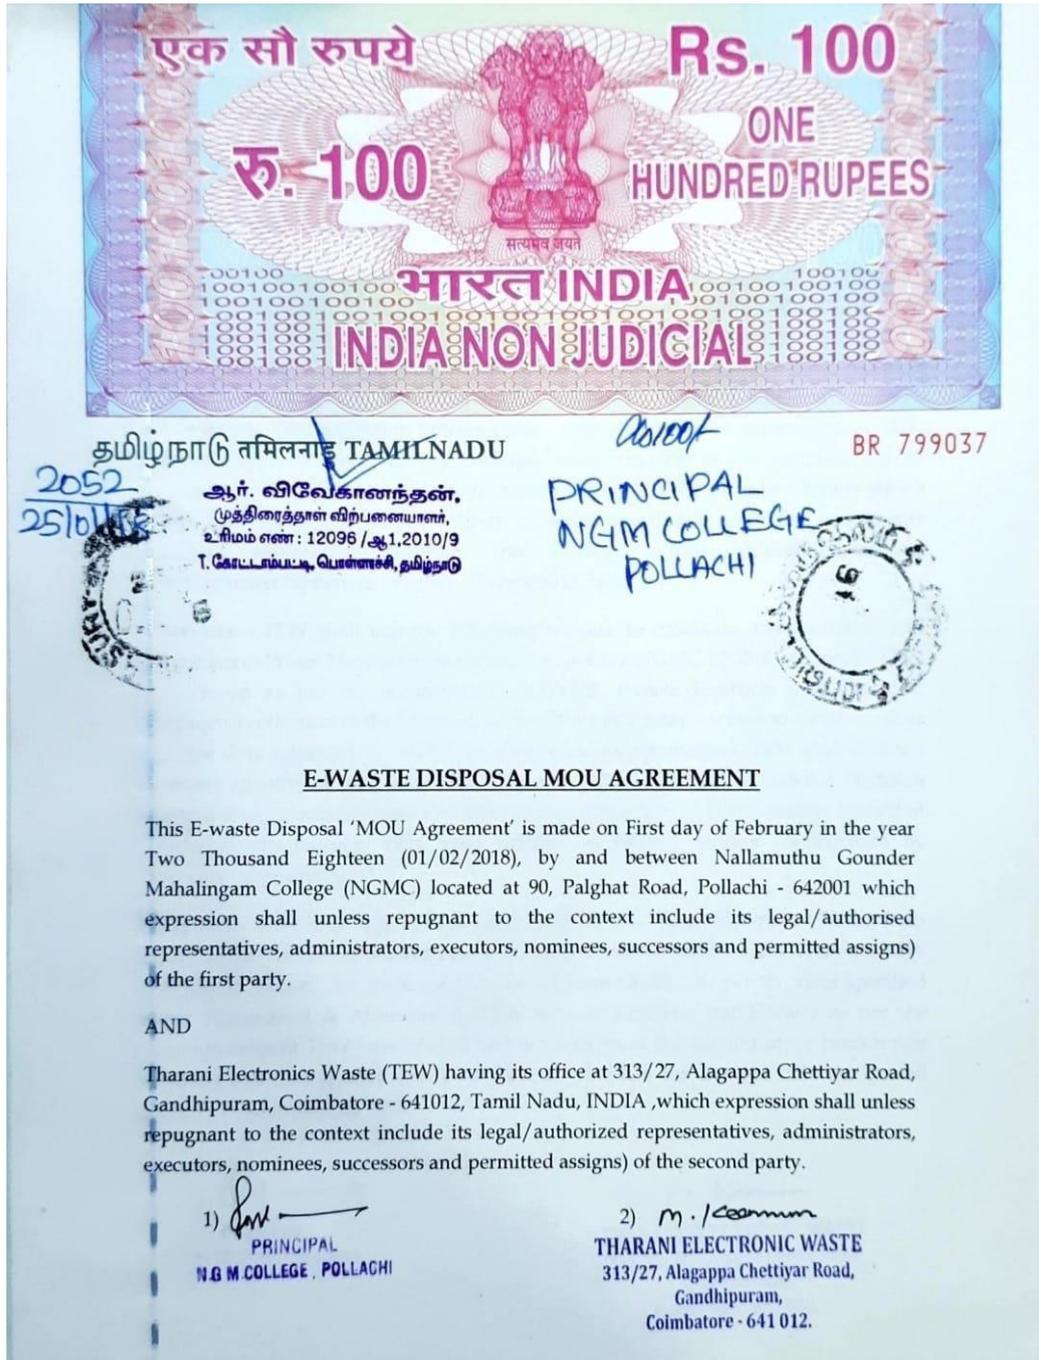 एक सौ रुपये
Rs. 100
रु. 100
ONE
HUNDRED RUPEES
सत्यमेव जयते
भारत INDIA
INDIA NON JUDICIAL
தமிழ்நாடு तमिलनाडु TAMILNADU
BR 799037
2052
ஆர். விவேகானந்தன்,
முத்திரைத்தாள் விற்பனையாளர்,
உரிமம் எண் : 12096 /ஆ1,2010/9
T. கோட்டாம்பட்டி, பொள்ளாச்சி, தமிழ்நாடு
PRINCIPAL
NGM COLLEGE
POLLACHI
E-WASTE DISPOSAL MOU AGREEMENT
This E-waste Disposal ‘MOU Agreement’ is made on First day of February in the year
Two Thousand Eighteen (01/02/2018), by and between Nallamuthu Gounder
Mahalingam College (NGMC) located at 90, Palghat Road, Pollachi - 642001 which
expression shall unless repugnant to the context include its legal/authorised
representatives, administrators, executors, nominees, successors and permitted assigns)
of the first party.
AND
Tharani Electronics Waste (TEW) having its office at 313/27, Alagappa Chettiyar Road,
Gandhipuram, Coimbatore - 641012, Tamil Nadu, INDIA ,which expression shall unless
repugnant to the context include its legal/authorized representatives, administrators,
executors, nominees, successors and permitted assigns) of the second party.
1)
PRINCIPAL
N.G M.COLLEGE, POLLACHI
2)
THARANI ELECTRONIC WASTE
313/27, Alagappa Chettiyar Road,
Gandhipuram,
Coimbatore - 641 012.